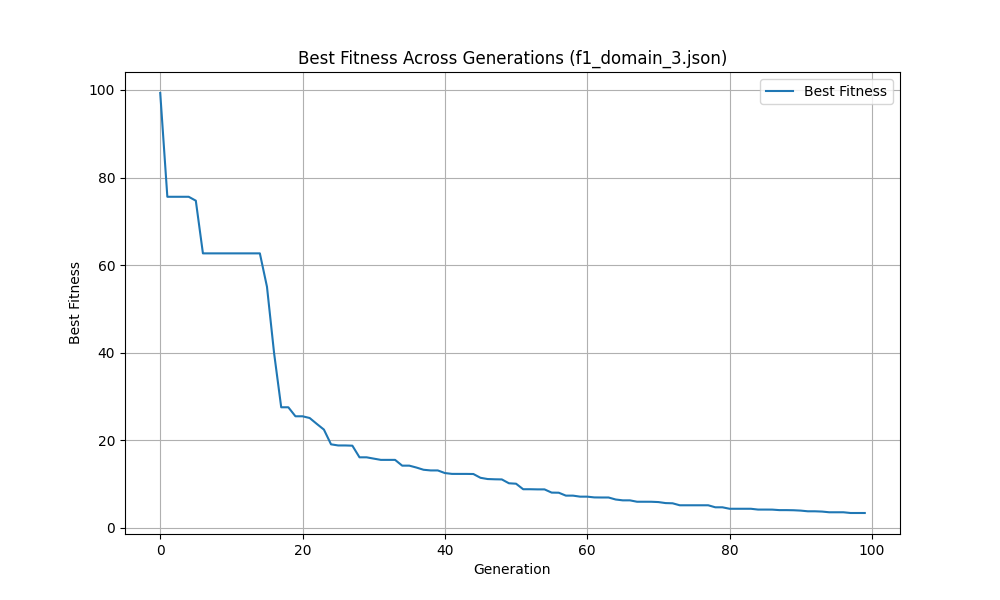 Best Fitness Across Generations (f1_domain_3.json)
Best Fitness
100
80
60
40
20
0
Best Fitness
0 20 40 60 80 100
Generation